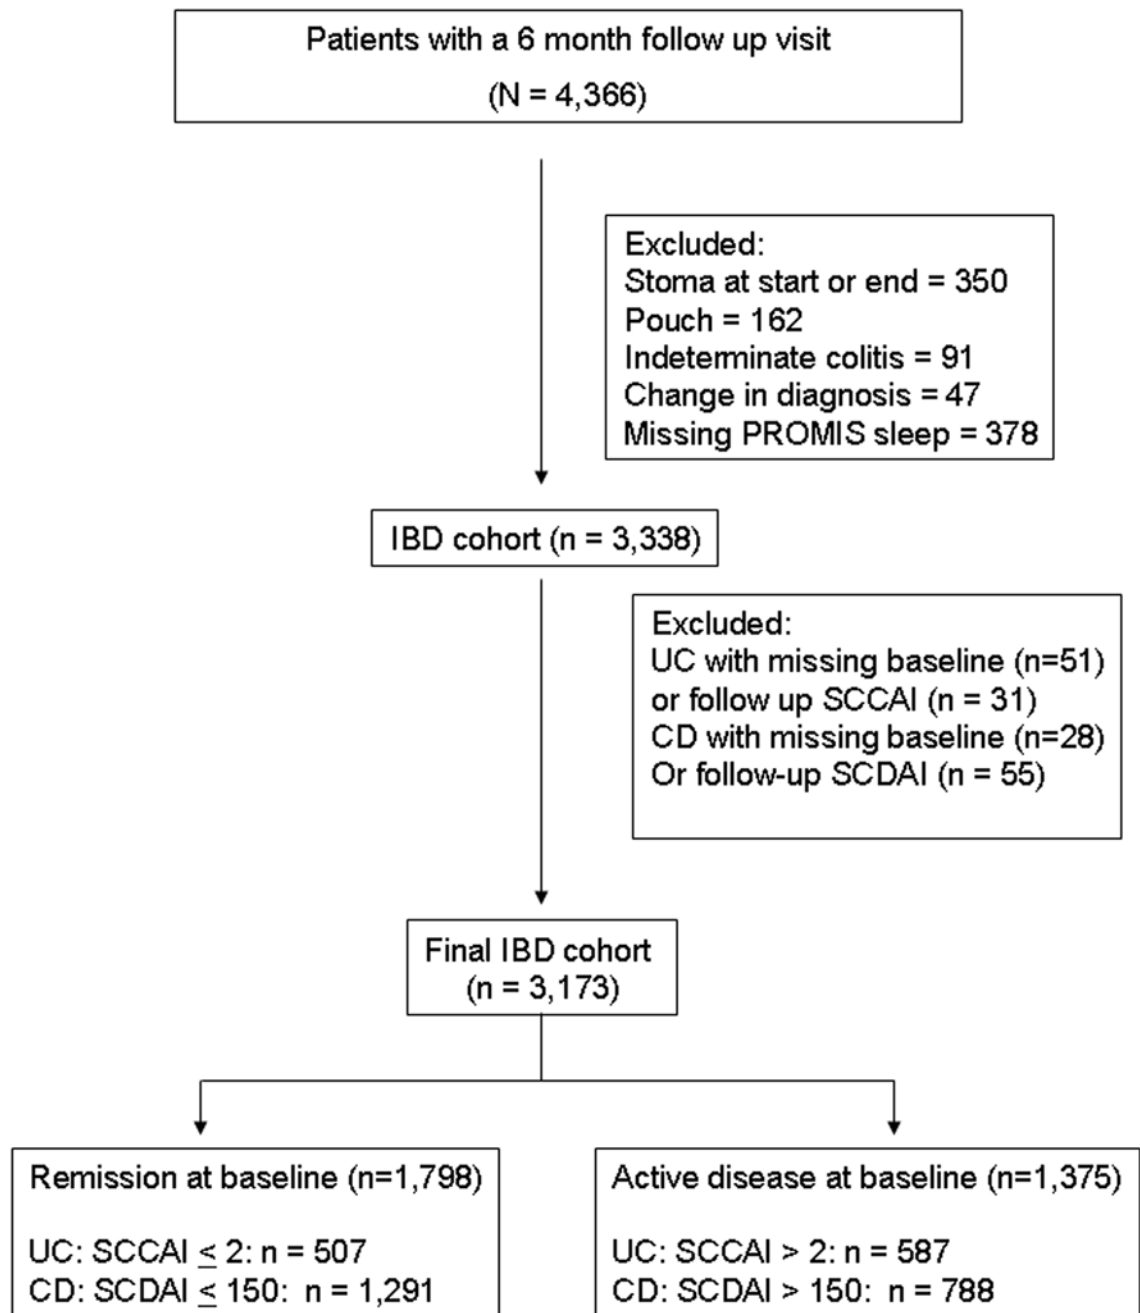 Patients with a 6 month follow up visit
(N = 4,366)
Excluded:
Stoma at start or end = 350
Pouch = 162
Indeterminate colitis = 91
Change in diagnosis = 47
Missing PROMIS sleep = 378
IBD cohort (n = 3,338)
Excluded:
UC with missing baseline (n=51)
or follow up SCCAI (n = 31)
CD with missing baseline (n=28)
Or follow-up SCDAI (n = 55)
Final IBD cohort
(n = 3,173)
Remission at baseline (n=1,798)
UC: SCCAI ≤ 2: n = 507
CD: SCDAI ≤ 150: n = 1,291
Active disease at baseline (n=1,375)
UC: SCCAI > 2: n = 587
CD: SCDAI > 150: n = 788